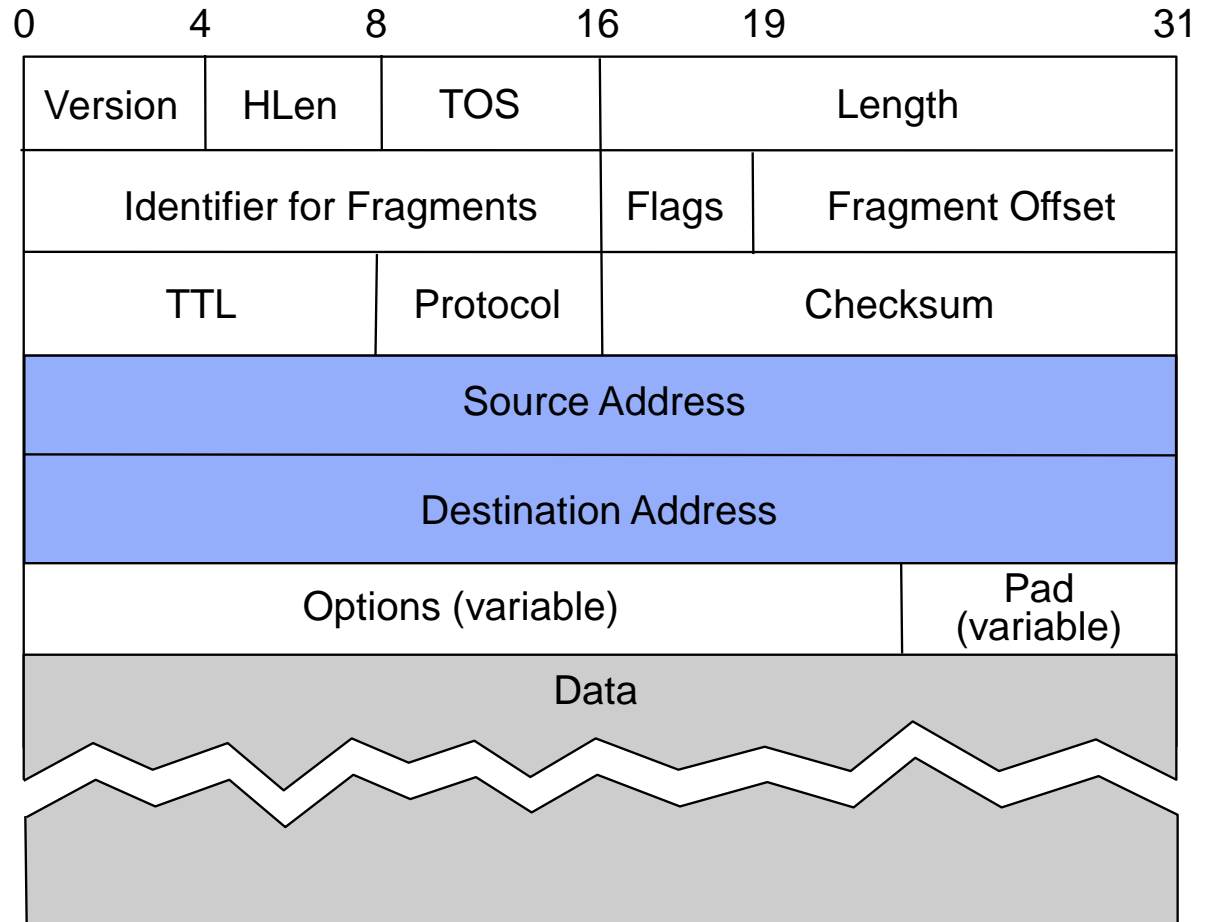 0 4 8 16 19 31
Version HLen TOS Length
Identifier for Fragments Flags Fragment Offset
TTL Protocol Checksum
Source Address
Destination Address
Options (variable) Pad
(variable)
Data